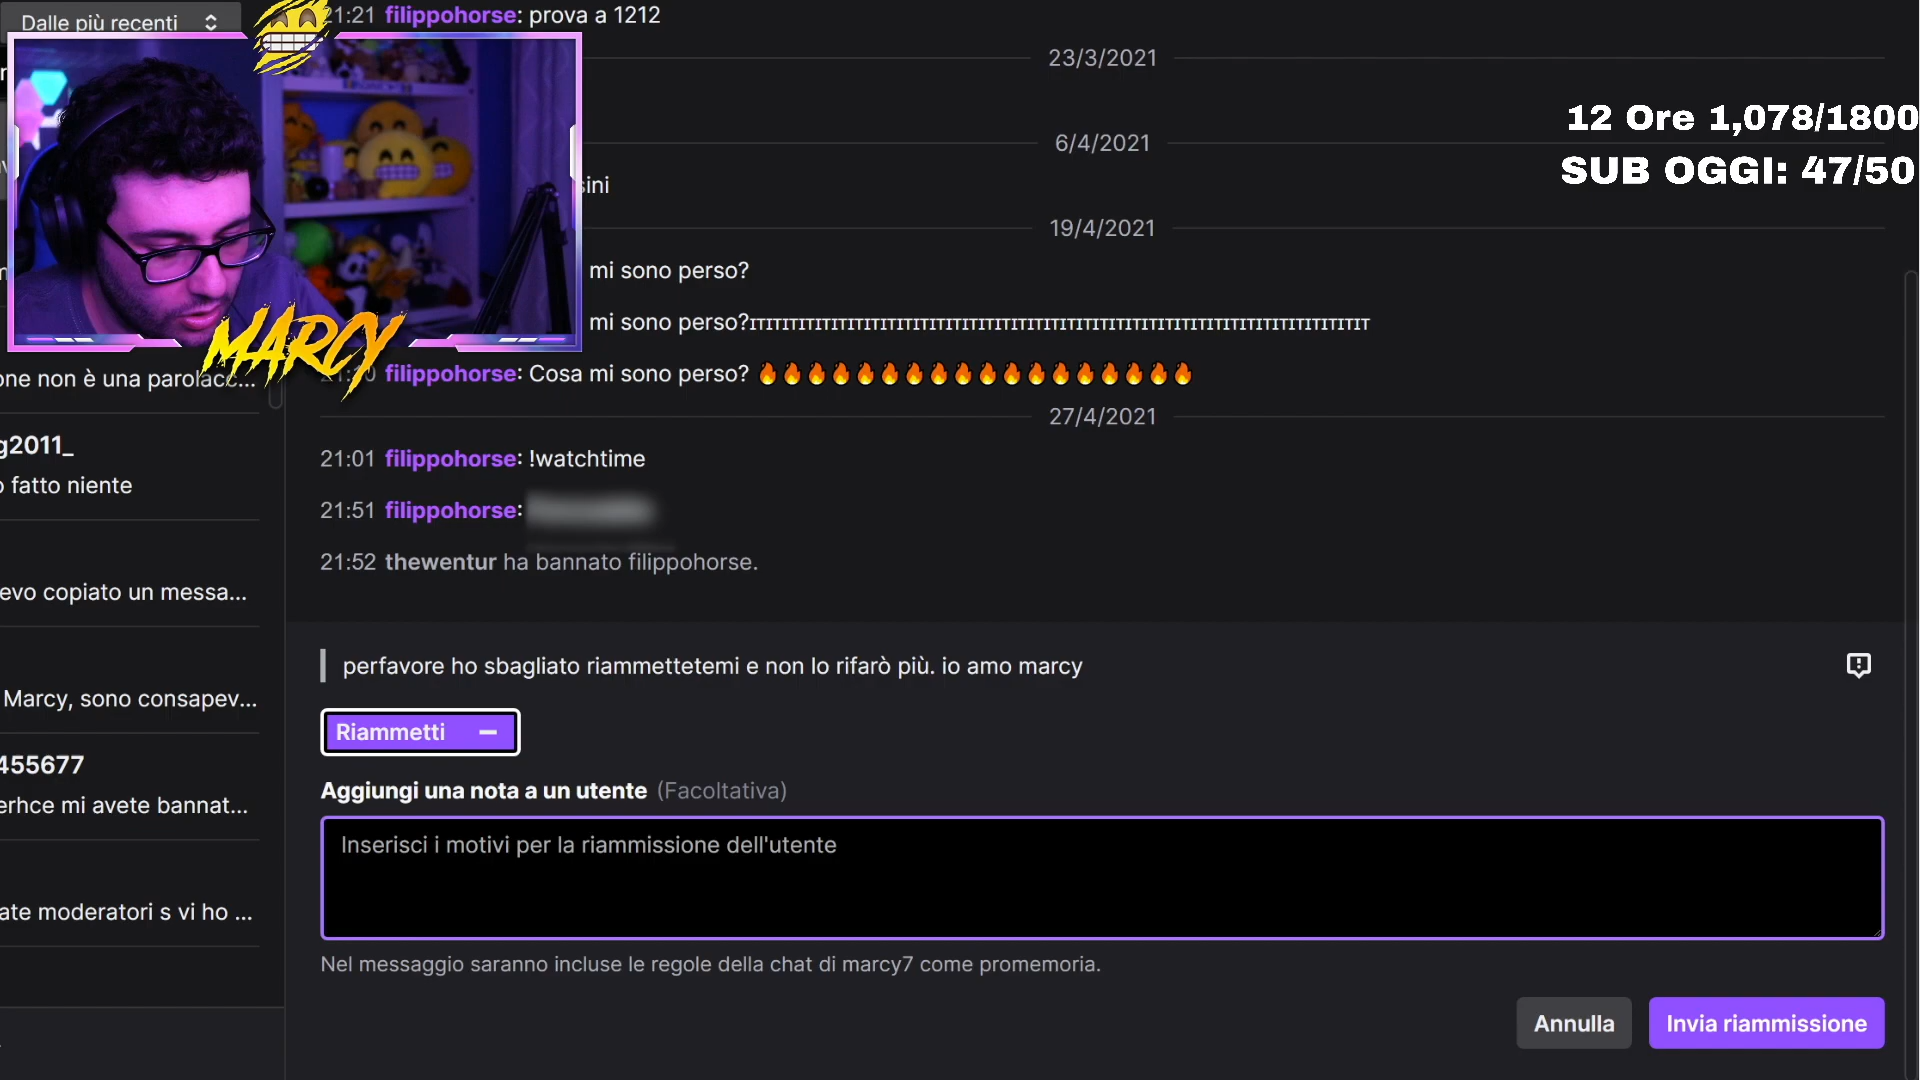 Dalle più recenti
21:21 filippohorse: prova a 1212
23/3/2021
6/4/2021
sini
19/4/2021
mi sono perso?
mi sono perso?
filippohorse: Cosa mi sono perso? 🔥🔥🔥🔥🔥🔥🔥🔥🔥🔥🔥🔥🔥🔥🔥🔥🔥🔥
27/4/2021
21:01 filippohorse: !watchtime
21:51 filippohorse:
21:52 thewentur ha bannato filippohorse.
perfavore ho sbagliato riammettetemi e non lo rifarò più. io amo marcy
Riammetti
Aggiungi una nota a un utente (Facoltativa)
Inserisci i motivi per la riammissione dell'utente
Nel messaggio saranno incluse le regole della chat di marcy7 come promemoria.
Annulla
Invia riammissione
MARCY
one non è una parolacc...
g2011_
o fatto niente
evo copiato un messa...
Marcy, sono consapev...
455677
erhce mi avete bannat...
ate moderatori s vi ho ...
12 Ore 1,078/1800
SUB OGGI: 47/50